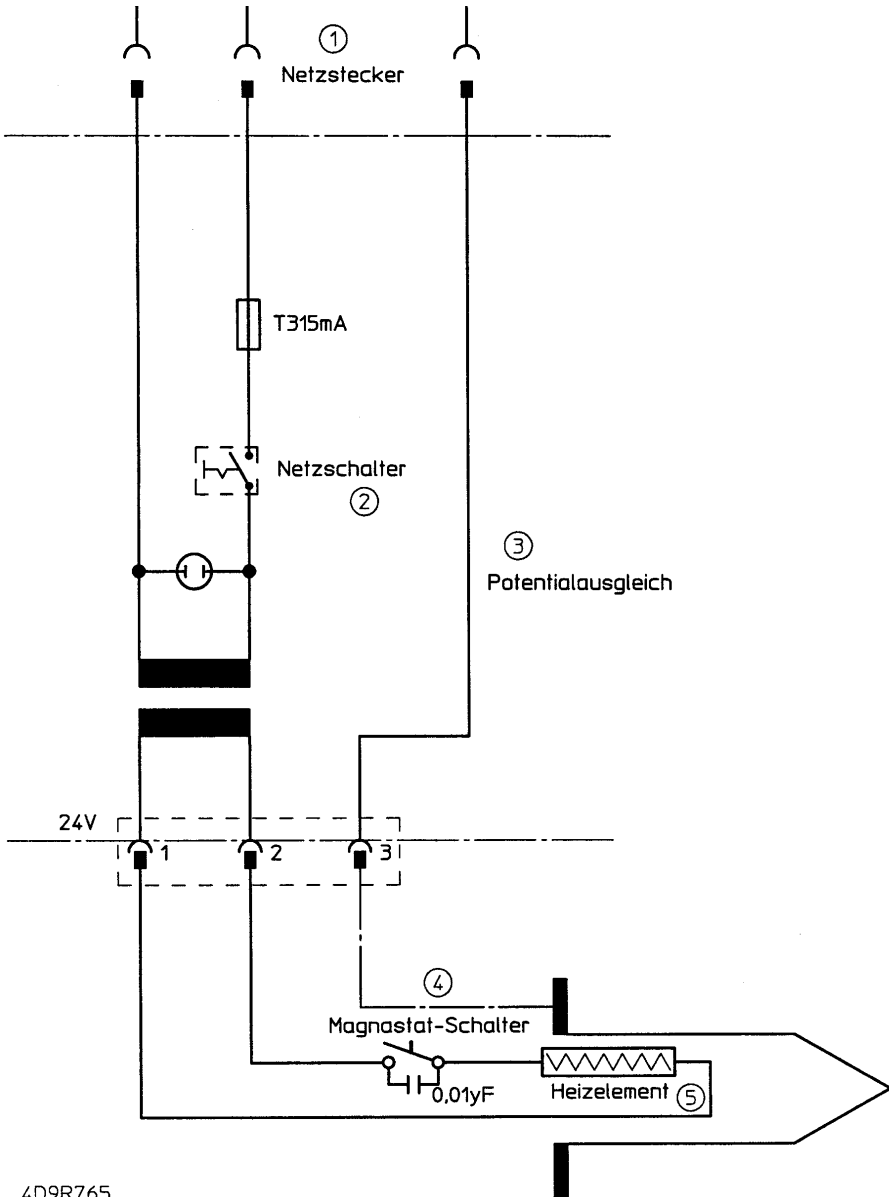 1
Netzstecker
T315mA
Netzschalter
2
3
Potentialausgleich
24V
1
2
3
4
Magnastat-Schalter
0,01yF
Heizelement
5
4D9R765